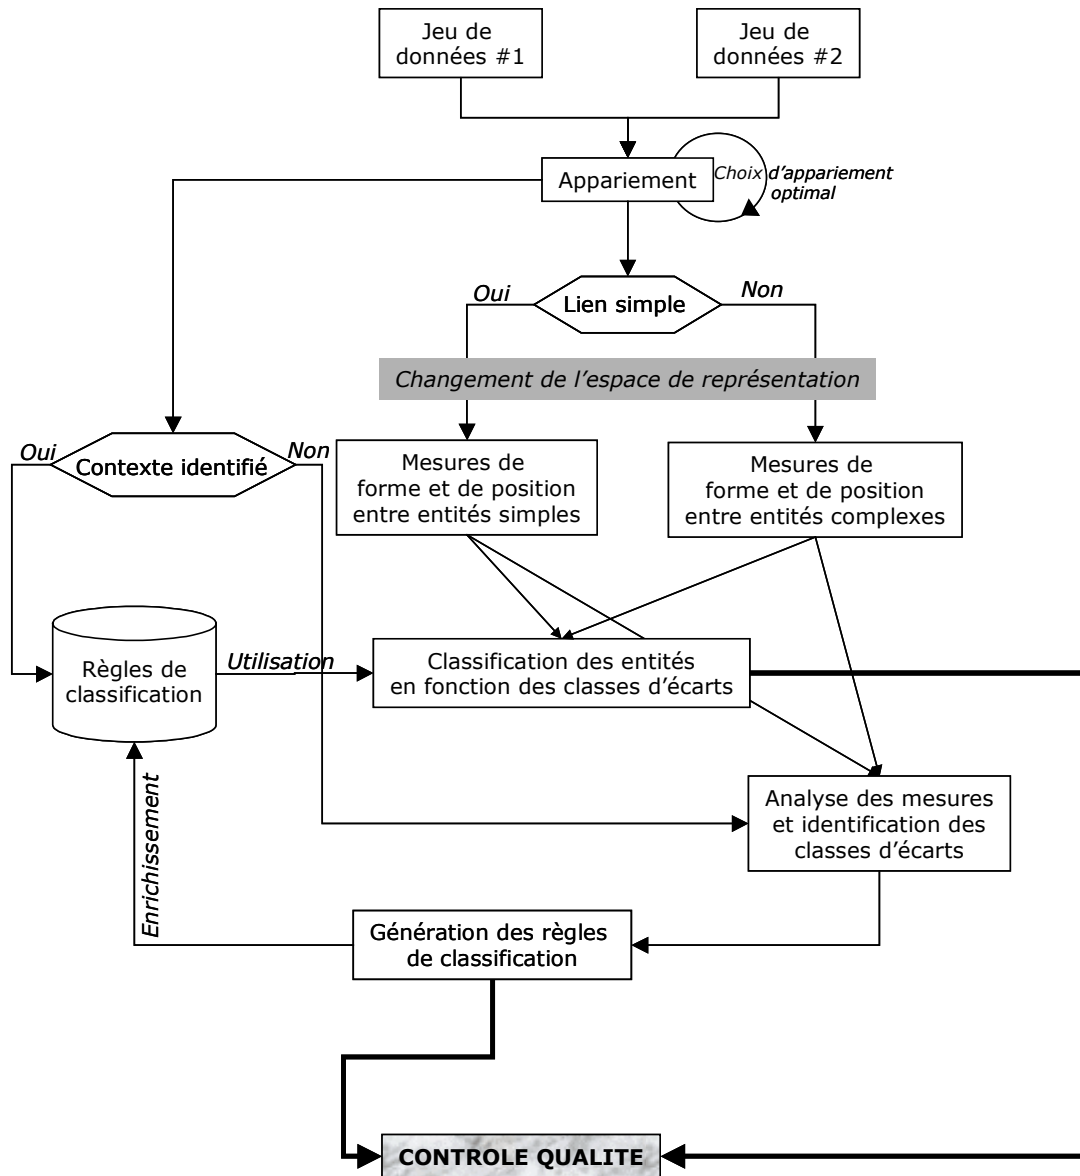 Jeu de
données #1
Jeu de
données #2
Appariement
Choix d'appariement
optimal
Oui
Lien simple
Non
Changement de l'espace de représentation
Oui
Contexte identifié
Non
Mesures de
forme et de position
entre entités simples
Mesures de
forme et de position
entre entités complexes
Règles de
classification
Utilisation
Classification des entités
en fonction des classes d'écarts
Analyse des mesures
et identification des
classes d'écarts
Enrichissement
Génération des règles
de classification
CONTROLE QUALITE